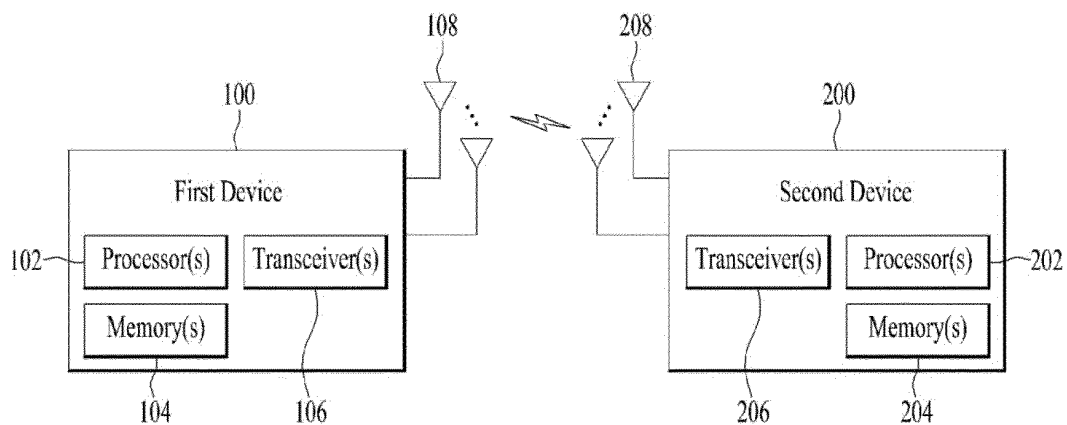 108
208
100
200
First Device
Second Device
102
Processor(s)
Transceiver(s)
Transceiver(s)
Processor(s)
202
Memory(s)
Memory(s)
104
106
206
204